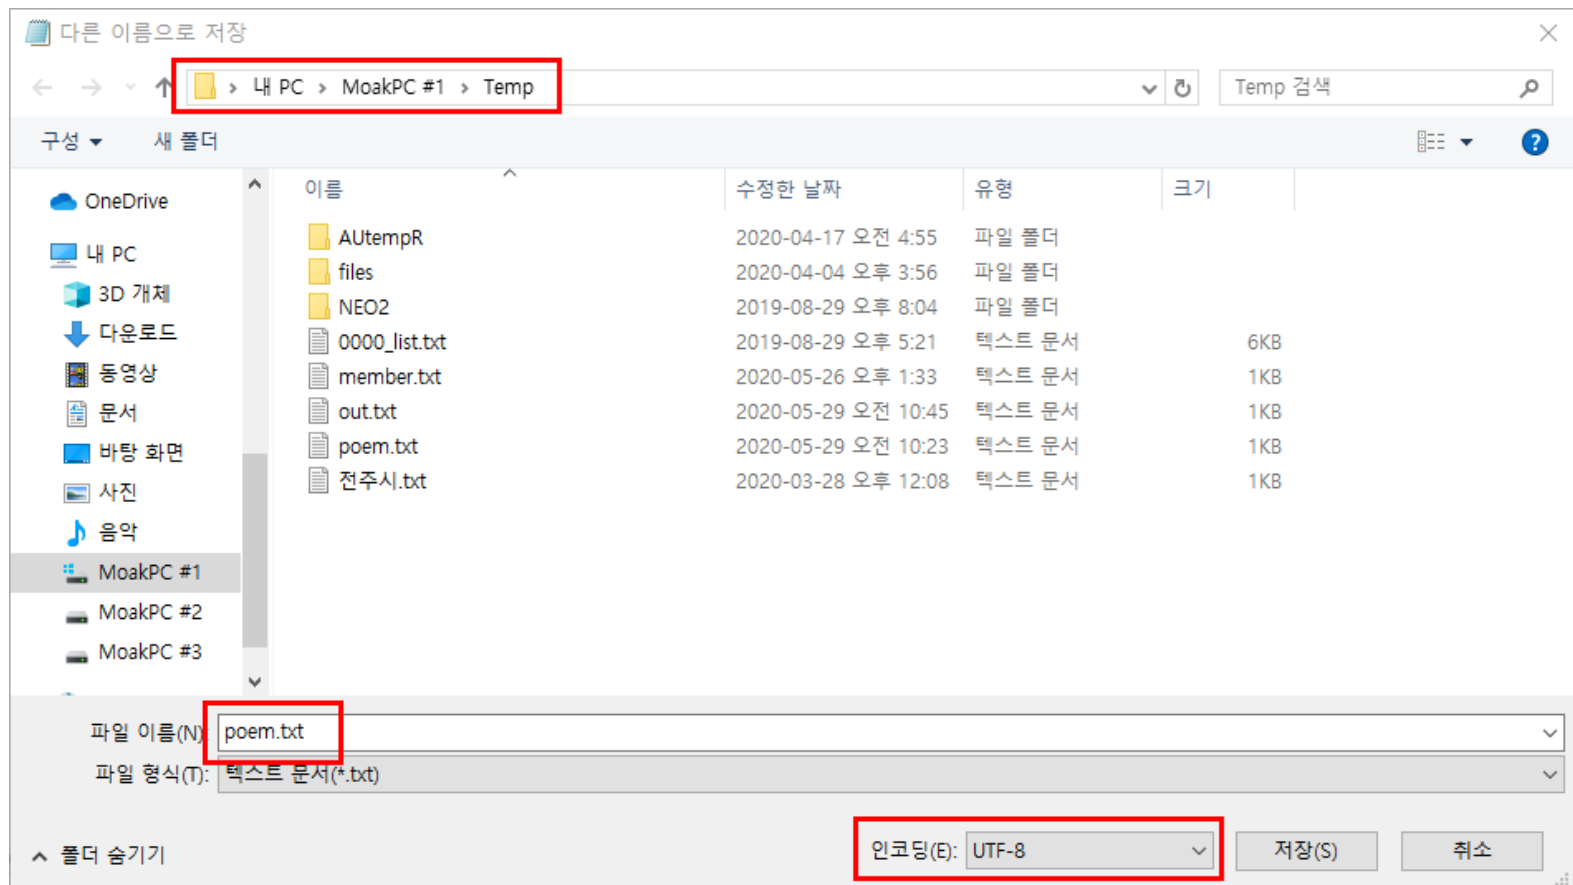 다른 이름으로 저장
내 PC > MoakPC #1 > Temp
Temp 검색
구성
새 폴더
이름 수정한 날짜 유형 크기
OneDrive
내 PC
3D 개체
다운로드
동영상
문서
바탕 화면
사진
음악
MoakPC #1
MoakPC #2
MoakPC #3
AUtempR 2020-04-17 오전 4:55 파일 폴더
files 2020-04-04 오후 3:56 파일 폴더
NEO2 2019-08-29 오후 8:04 파일 폴더
0000_list.txt 2019-08-29 오후 5:21 텍스트 문서 6KB
member.txt 2020-05-26 오후 1:33 텍스트 문서 1KB
out.txt 2020-05-29 오전 10:45 텍스트 문서 1KB
poem.txt 2020-05-29 오전 10:23 텍스트 문서 1KB
전주시.txt 2020-03-28 오후 12:08 텍스트 문서 1KB
파일 이름(N): poem.txt
파일 형식(T): 텍스트 문서(*.txt)
폴더 숨기기
인코딩(E): UTF-8
저장(S)
취소